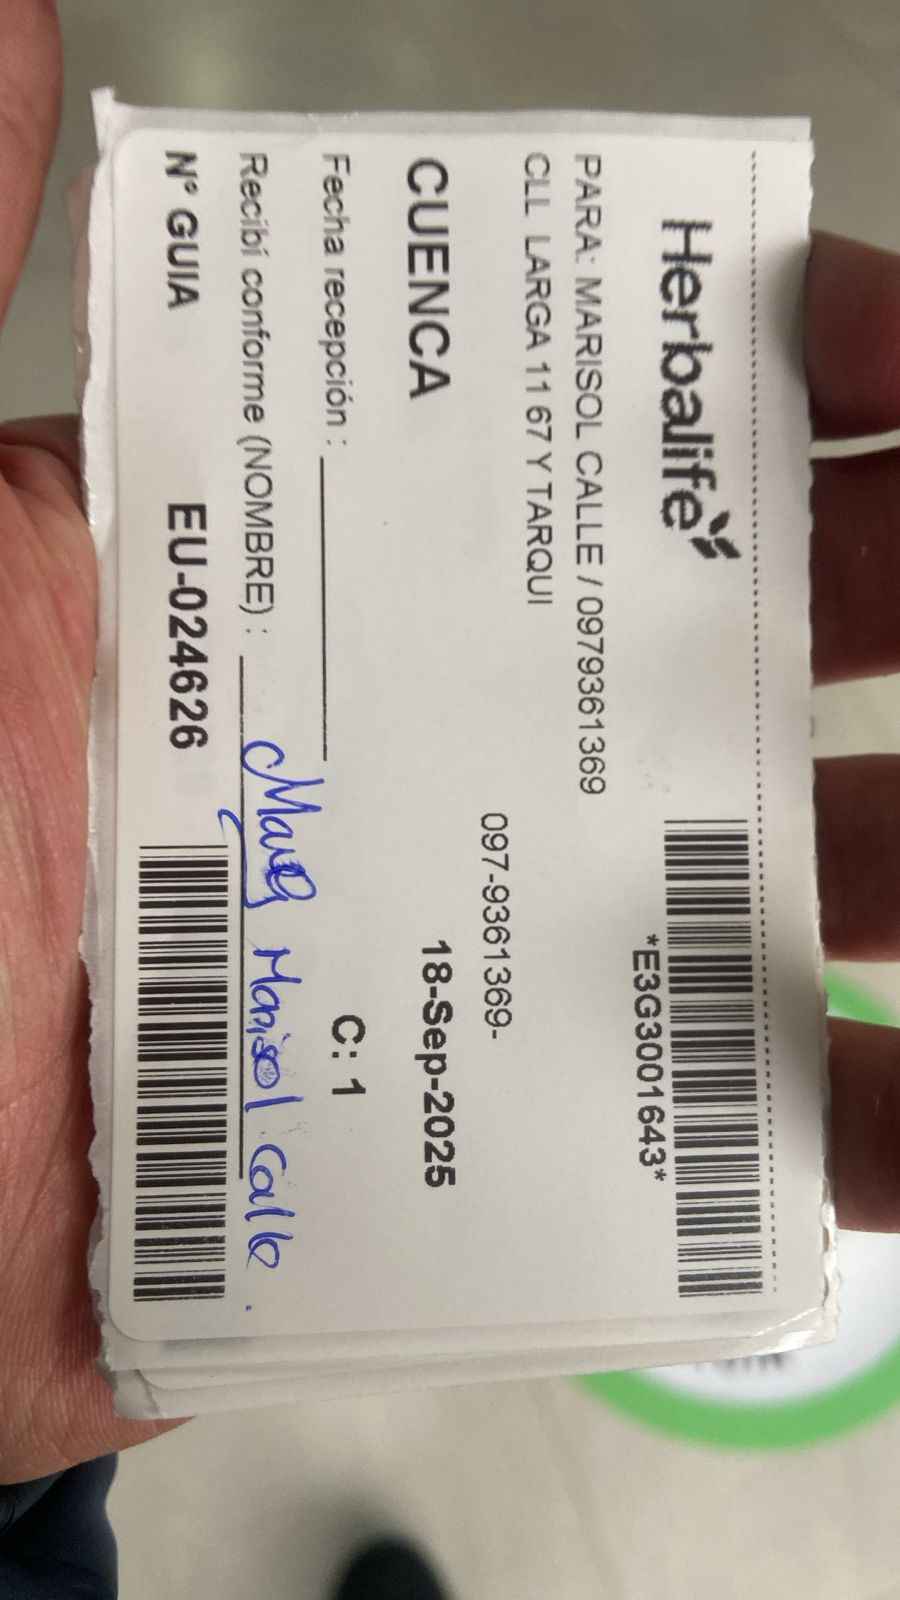 Herbalife
*E3G3001643*
PARA: MARISOL CALLE / 0979361369
CLL LARGA 11 67 Y TARQUI
097-9361369-
CUENCA 18-Sep-2025
Fecha recepción : C: 1
Recibí conforme (NOMBRE) : Marisol Calle.
N° GUIA EU-024626